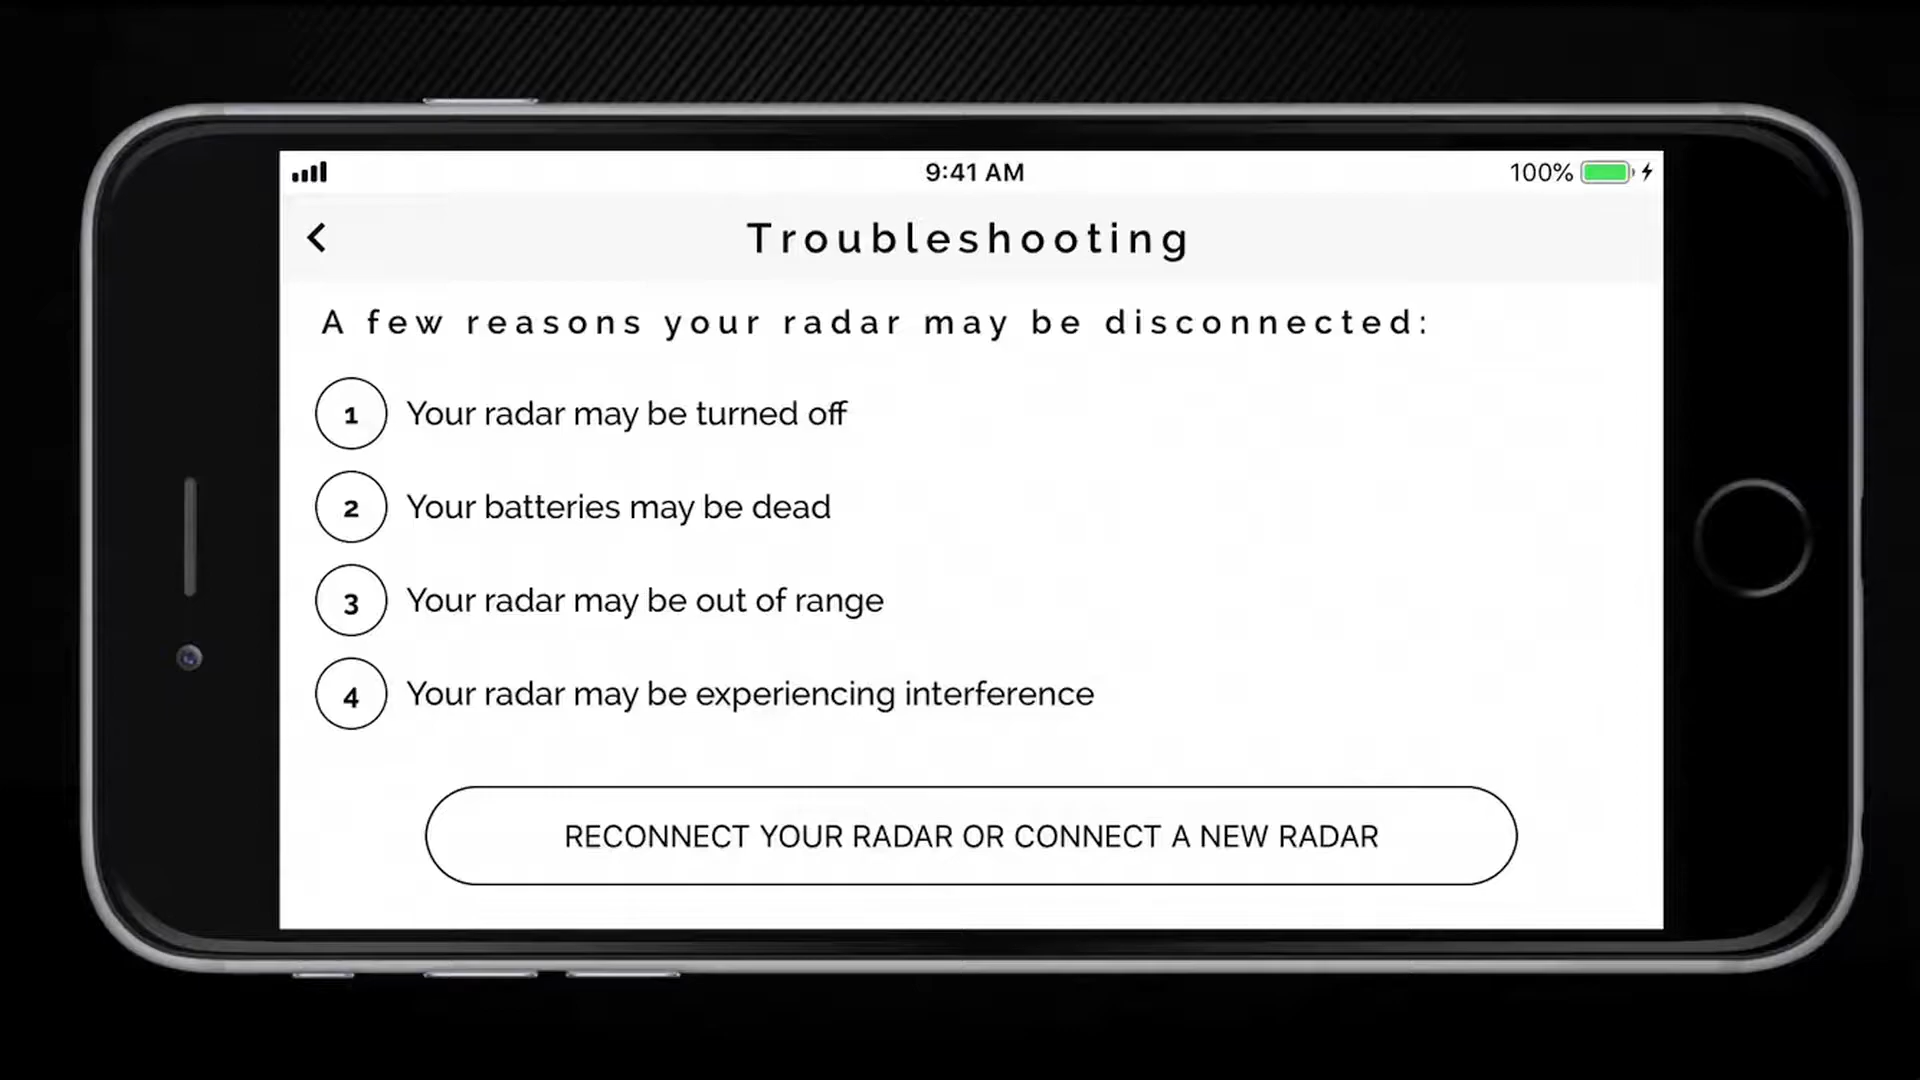 9:41 AM
100%
Troubleshooting
A few reasons your radar may be disconnected:
1 Your radar may be turned off
2 Your batteries may be dead
3 Your radar may be out of range
4 Your radar may be experiencing interference
RECONNECT YOUR RADAR OR CONNECT A NEW RADAR